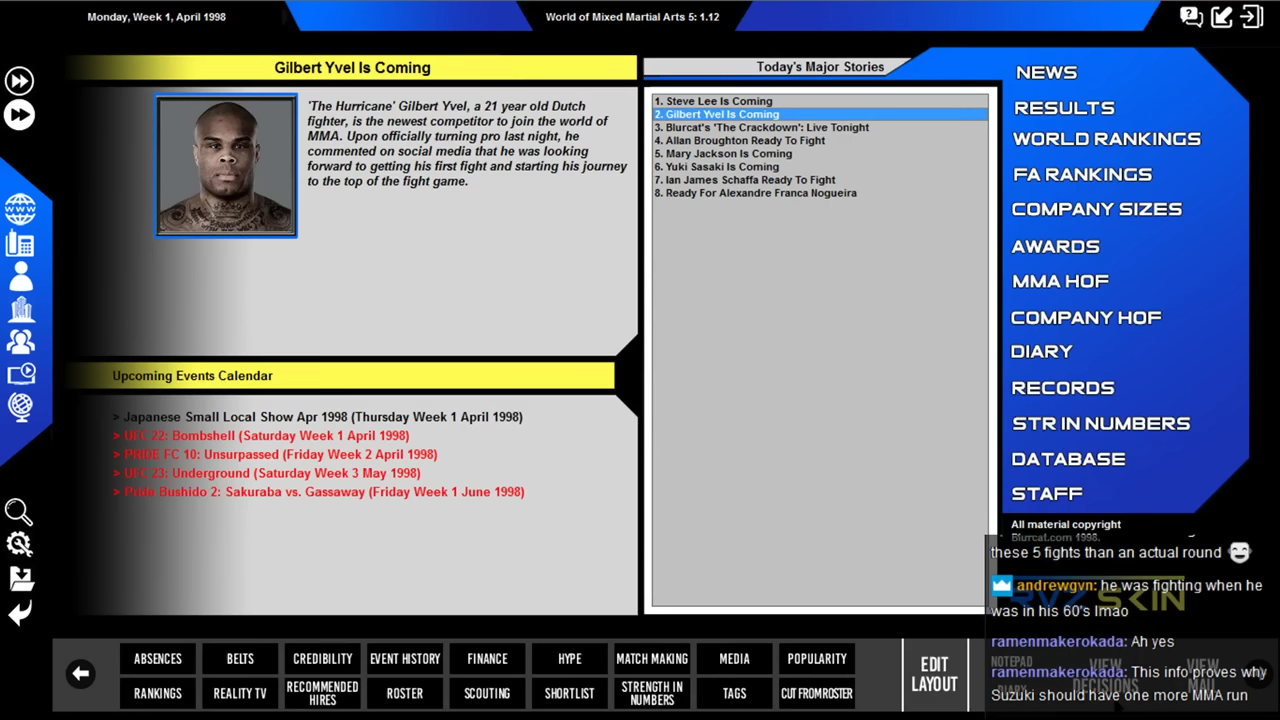 Monday, Week 1, April 1998
World of Mixed Martial Arts 5: 1.12
Gilbert Yvel Is Coming
'The Hurricane' Gilbert Yvel, a 21 year old Dutch
fighter, is the newest competitor to join the world of
MMA. Upon officially turning pro last night, he
commented on social media that he was looking
forward to getting his first fight and starting his journey
to the top of the fight game.
Upcoming Events Calendar
> Japanese Small Local Show Apr 1998 (Thursday Week 1 April 1998)
> UFC 22: Bombshell (Saturday Week 1 April 1998)
> PRIDE FC 10: Unsurpassed (Friday Week 2 April 1998)
> UFC 23: Underground (Saturday Week 3 May 1998)
> Pride Bushido 2: Sakuraba vs. Gassaway (Friday Week 1 June 1998)
Today's Major Stories
1. Steve Lee Is Coming
2. Gilbert Yvel Is Coming
3. Blurcat's 'The Crackdown': Live Tonight
4. Allan Broughton Ready To Fight
5. Mary Jackson Is Coming
6. Yuki Sasaki Is Coming
7. Ian James Schaffa Ready To Fight
8. Ready For Alexandre Franca Nogueira
NEWS
RESULTS
WORLD RANKINGS
FA RANKINGS
COMPANY SIZES
AWARDS
MMA HOF
COMPANY HOF
DIARY
RECORDS
STR IN NUMBERS
DATABASE
STAFF
All material copyright
Blurcat.com 1998.
these 5 fights than an actual round
andrewgvn: he was fighting when he
was in his 60's lmao
SKIN
ramenmakerokada: Ah yes
ramenmakerokada: This info proves why
Suzuki should have one more MMA run
NOTEPAD
DIARY
VIEW
DECISIONS
VIEW
MAIL
ABSENCES
BELTS
CREDIBILITY
EVENT HISTORY
FINANCE
HYPE
MATCH MAKING
MEDIA
POPULARITY
RANKINGS
REALITY TV
RECOMMENDED
HIRES
ROSTER
SCOUTING
SHORTLIST
STRENGTH IN
NUMBERS
TAGS
CUT FROM ROSTER
EDIT
LAYOUT
WWW